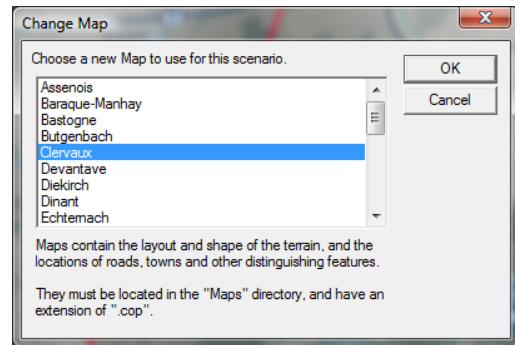 Change Map
Choose a new Map to use for this scenario.
OK
Cancel
Assenois
Baraque-Manhay
Bastogne
Butgenbach
Clervaux
Devantave
Diekirch
Dinant
Echternach
Maps contain the layout and shape of the terrain, and the
locations of roads, towns and other distinguishing features.
They must be located in the "Maps" directory, and have an
extension of ".cop".